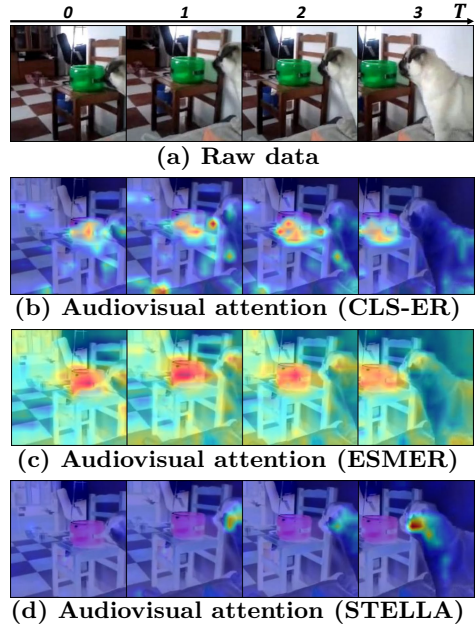 0 1 2 3 T
(a) Raw data
(b) Audiovisual attention (CLS-ER)
(c) Audiovisual attention (ESMER)
(d) Audiovisual attention (STELLA)